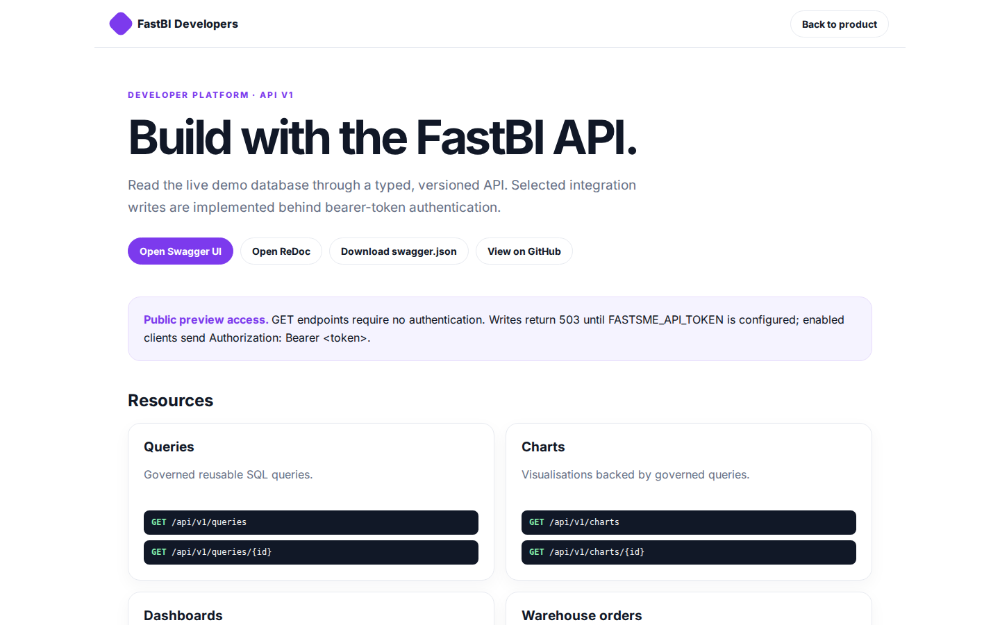 FastBI Developers
Back to product
DEVELOPER PLATFORM · API V1
Build with the FastBI API.
Read the live demo database through a typed, versioned API. Selected integration
writes are implemented behind bearer-token authentication.
Open Swagger UI
Open ReDoc
Download swagger.json
View on GitHub
Public preview access. GET endpoints require no authentication. Writes return 503 until FASTSME_API_TOKEN is configured; enabled
clients send Authorization: Bearer <token>.
Resources
Queries
Governed reusable SQL queries.
GET /api/v1/queries
GET /api/v1/queries/{id}
Charts
Visualisations backed by governed queries.
GET /api/v1/charts
GET /api/v1/charts/{id}
Dashboards
Warehouse orders